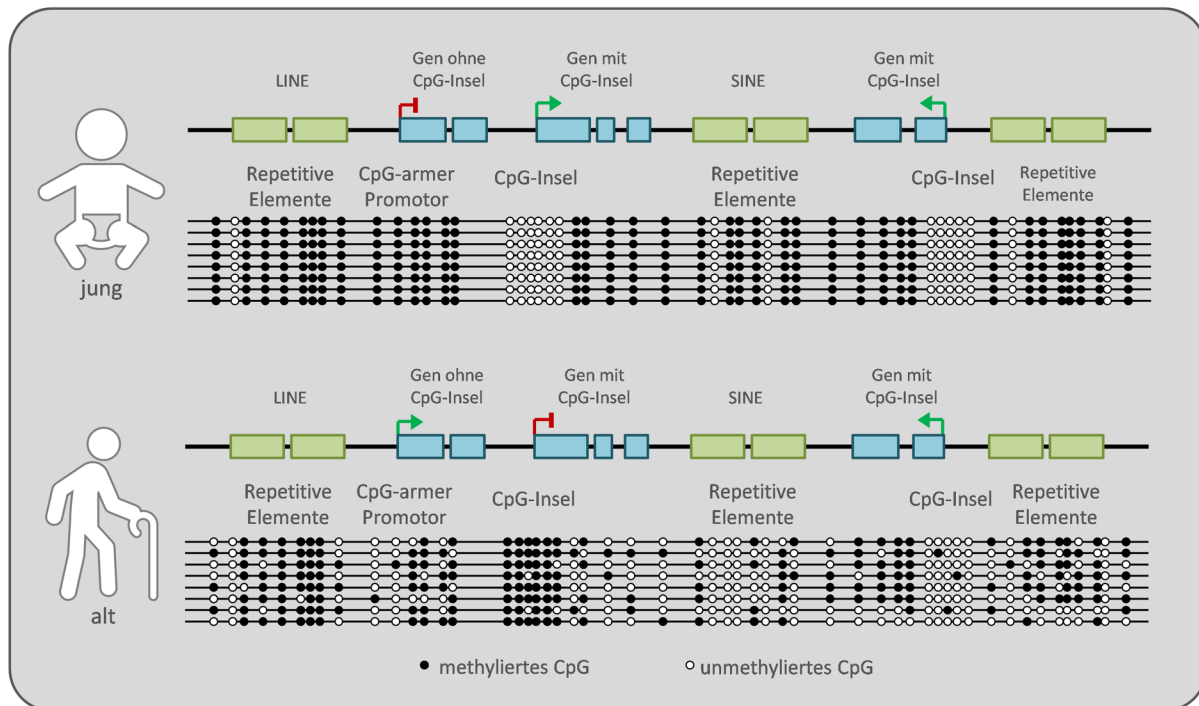 Gen ohne
CpG-Insel
Gen mit
CpG-Insel
Gen mit
CpG-Insel
LINE
SINE
Repetitive
Elemente
CpG-armer
Promotor
CpG-Insel
Repetitive
Elemente
CpG-Insel
Repetitive
Elemente
jung
Gen ohne
CpG-Insel
Gen mit
CpG-Insel
Gen mit
CpG-Insel
LINE
SINE
Repetitive
Elemente
CpG-armer
Promotor
CpG-Insel
Repetitive
Elemente
CpG-Insel
Repetitive
Elemente
alt
methyliertes CpG
unmethyliertes CpG